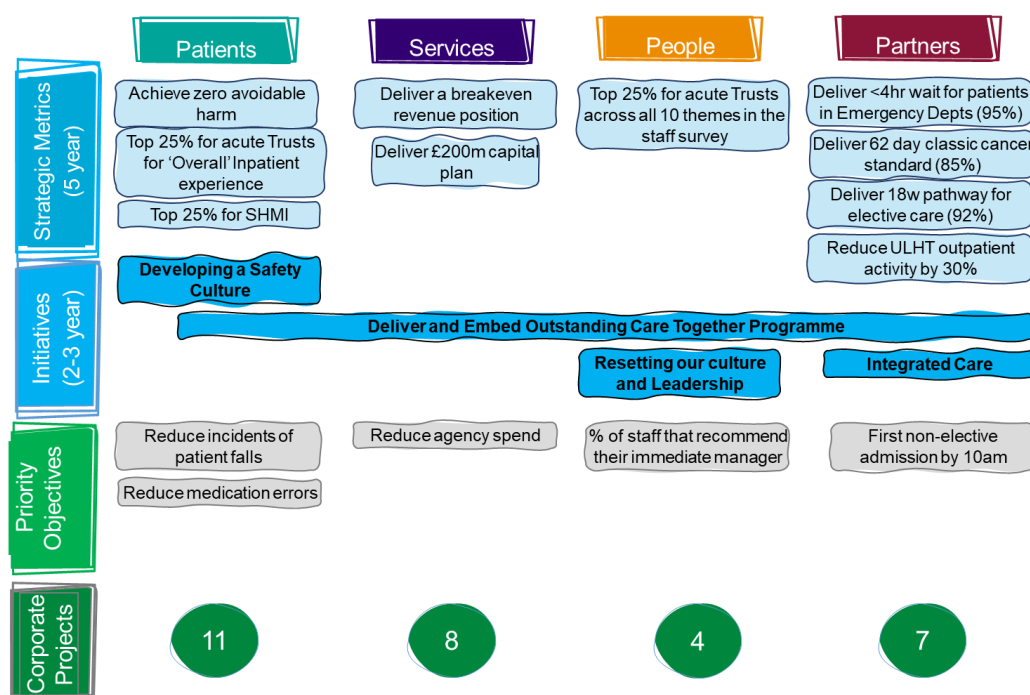 Patients
Services
People
Partners
Strategic Metrics
(5 year)
Achieve zero avoidable
harm
Top 25% for acute Trusts
for ‘Overall’ Inpatient
experience
Top 25% for SHMI
Deliver a breakeven
revenue position
Deliver £200m capital
plan
Top 25% for acute Trusts
across all 10 themes in the
staff survey
Deliver <4hr wait for patients
in Emergency Depts (95%)
Deliver 62 day classic cancer
standard (85%)
Deliver 18w pathway for
elective care (92%)
Reduce ULHT outpatient
activity by 30%
Initiatives
(2-3 year)
Developing a Safety
Culture
Deliver and Embed Outstanding Care Together Programme
Resetting our culture
and Leadership
Integrated Care
Priority
Objectives
Reduce incidents of
patient falls
Reduce medication errors
Reduce agency spend
% of staff that recommend
their immediate manager
First non-elective
admission by 10am
Corporate
Projects
11
8
4
7